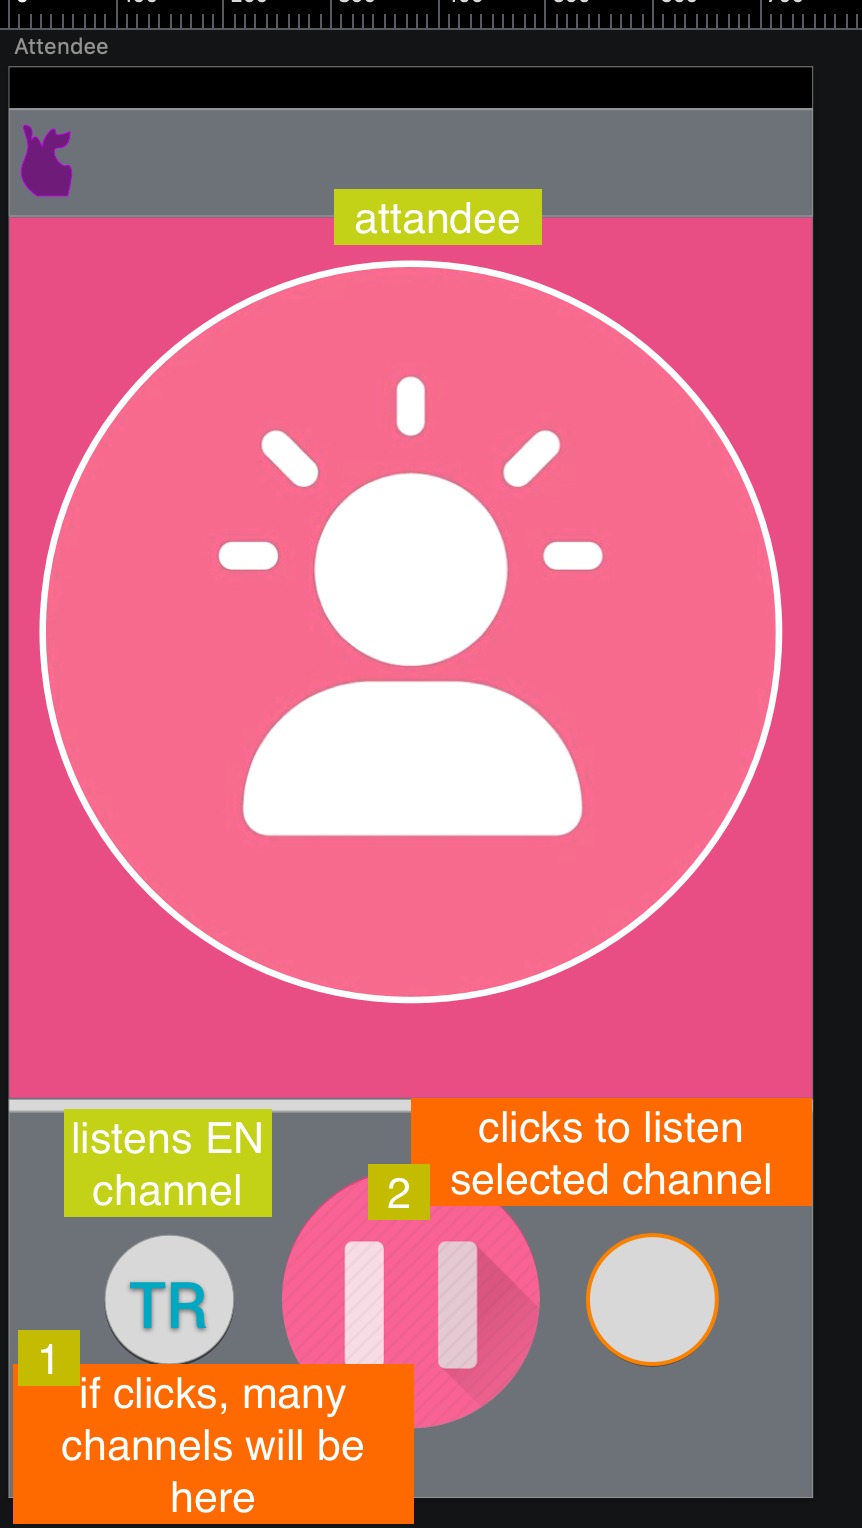 Attendee
attandee
listens EN
channel
clicks to listen
selected channel
2
TR
1
if clicks, many
channels will be
here